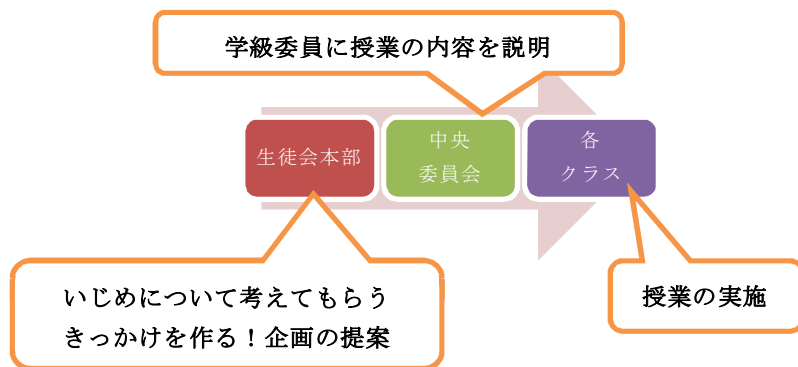 学級委員に授業の内容を説明
生徒会本部
中央
委員会
各
クラス
いじめについて考えてもらう
きっかけを作る！企画の提案
授業の実施